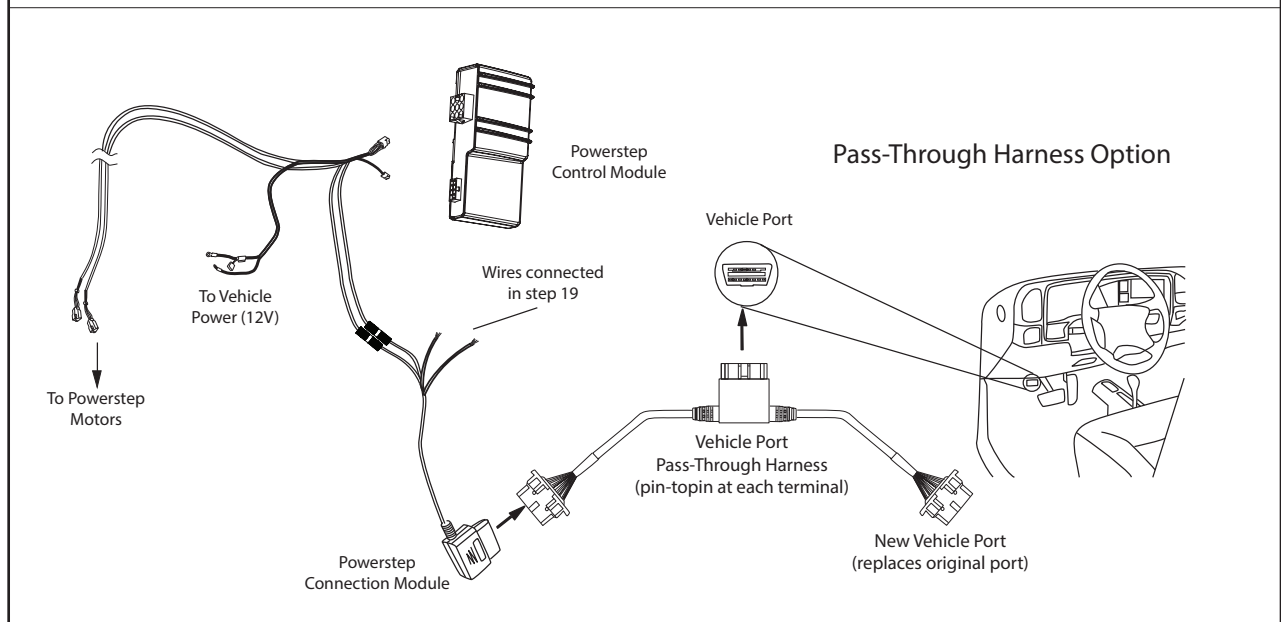 Powerstep
Control Module
Pass-Through Harness Option
Vehicle Port
Wires connected
in step 19
To Vehicle
Power (12V)
To Powerstep
Motors
Vehicle Port
Pass-Through Harness
(pin-topin at each terminal)
New Vehicle Port
(replaces original port)
Powerstep
Connection Module